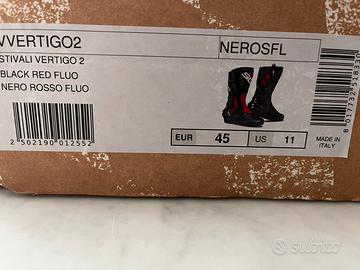 VVERTIGO2
NEROSFL
STIVALI VERTIGO 2
BLACK RED FLUO
NERO ROSSO FLUO
2 502190 012552
EUR 45 US 11
MADE IN
ITALY
subito